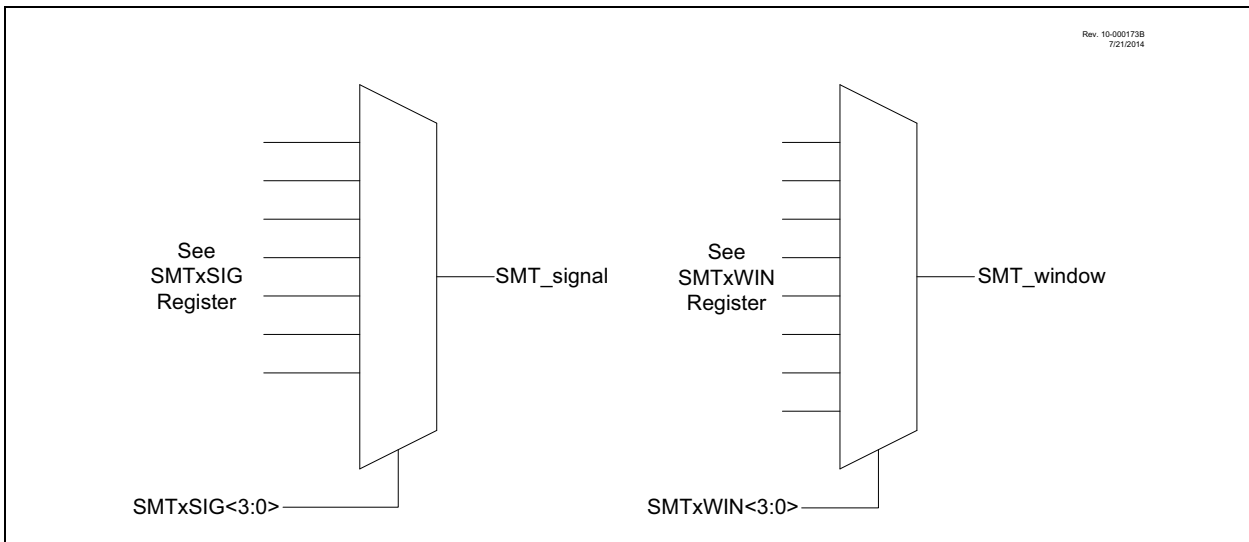 Rev. 10-000173B
7/21/2014
See
SMTxSIG
Register
SMT_signal
SMTxSIG<3:0>
See
SMTxWIN
Register
SMT_window
SMTxWIN<3:0>